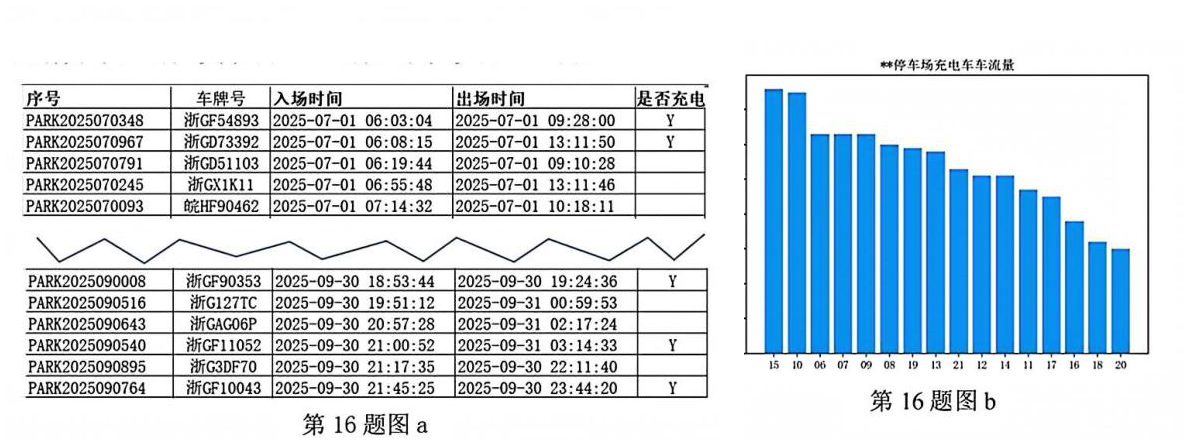 序号 车牌号 入场时间 出场时间 是否充电
PARK2025070348 浙GF54893 2025-07-01 06:03:04 2025-07-01 09:28:00 Y
PARK2025070967 浙GD73392 2025-07-01 06:08:15 2025-07-01 13:11:50 Y
PARK2025070791 浙GD51103 2025-07-01 06:19:44 2025-07-01 09:10:28
PARK2025070245 浙GX1K11 2025-07-01 06:55:48 2025-07-01 13:11:46
PARK2025070093 皖HF90462 2025-07-01 07:14:32 2025-07-01 10:18:11
PARK2025090008 浙GF90353 2025-09-30 18:53:44 2025-09-30 19:24:36 Y
PARK2025090516 浙G127TC 2025-09-30 19:51:12 2025-09-31 00:59:53
PARK2025090643 浙GAG06P 2025-09-30 20:57:28 2025-09-31 02:17:24
PARK2025090540 浙GF11052 2025-09-30 21:00:52 2025-09-31 03:14:33 Y
PARK2025090895 浙G3DF70 2025-09-30 21:17:35 2025-09-30 22:11:40
PARK2025090764 浙GF10043 2025-09-30 21:45:25 2025-09-30 23:44:20 Y
第 16 题图 a
**停车场充电车车流量
15 10 06 07 09 08 19 13 21 12 14 11 17 16 18 20
第 16 题图 b